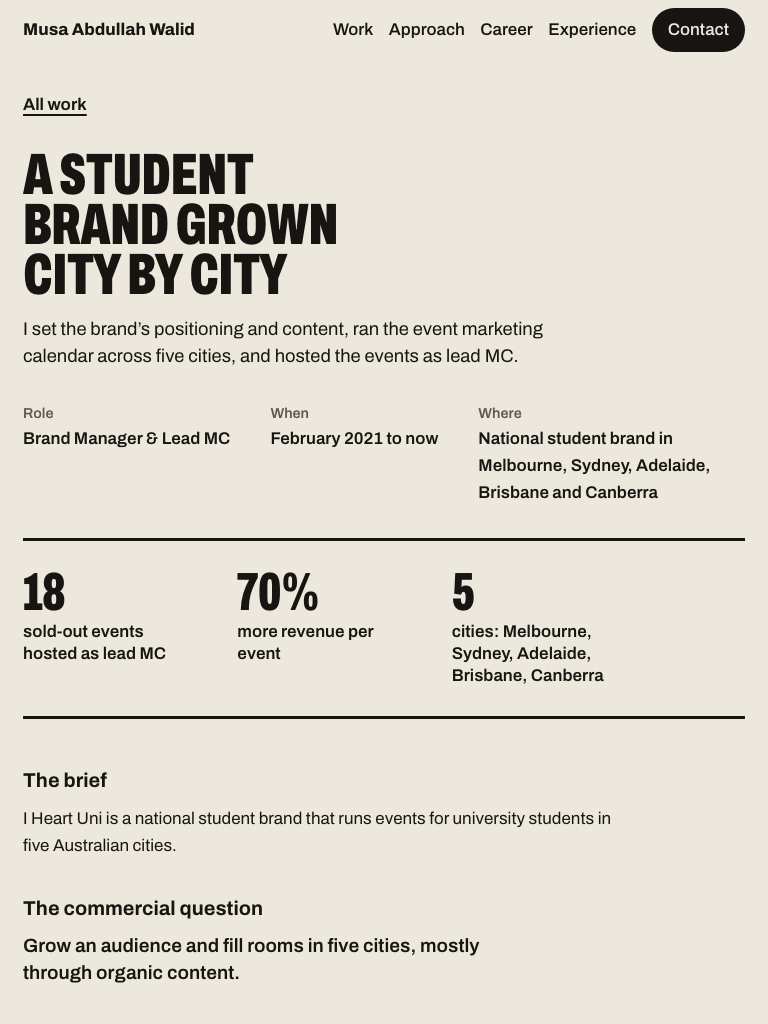 Musa Abdullah Walid
Work Approach Career Experience Contact
All work
A STUDENT
BRAND GROWN
CITY BY CITY
I set the brand’s positioning and content, ran the event marketing
calendar across five cities, and hosted the events as lead MC.
Role
Brand Manager & Lead MC
When
February 2021 to now
Where
National student brand in
Melbourne, Sydney, Adelaide,
Brisbane and Canberra
18
sold-out events
hosted as lead MC
70%
more revenue per
event
5
cities: Melbourne,
Sydney, Adelaide,
Brisbane, Canberra
The brief
I Heart Uni is a national student brand that runs events for university students in
five Australian cities.
The commercial question
Grow an audience and fill rooms in five cities, mostly
through organic content.